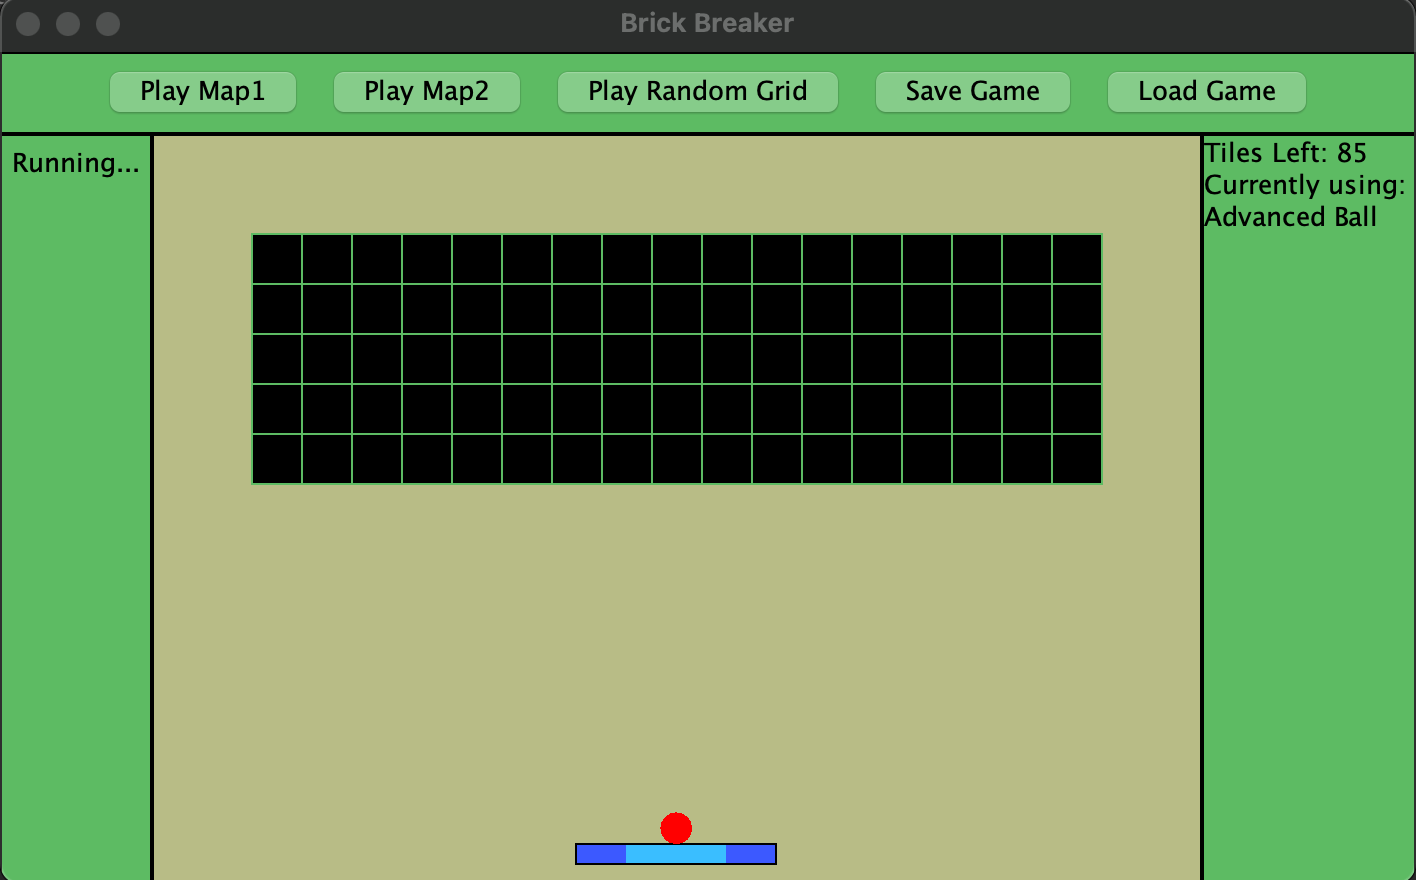 Brick Breaker
Play Map1
Play Map2
Play Random Grid
Save Game
Load Game
Running...
Tiles Left: 85
Currently using:
Advanced Ball